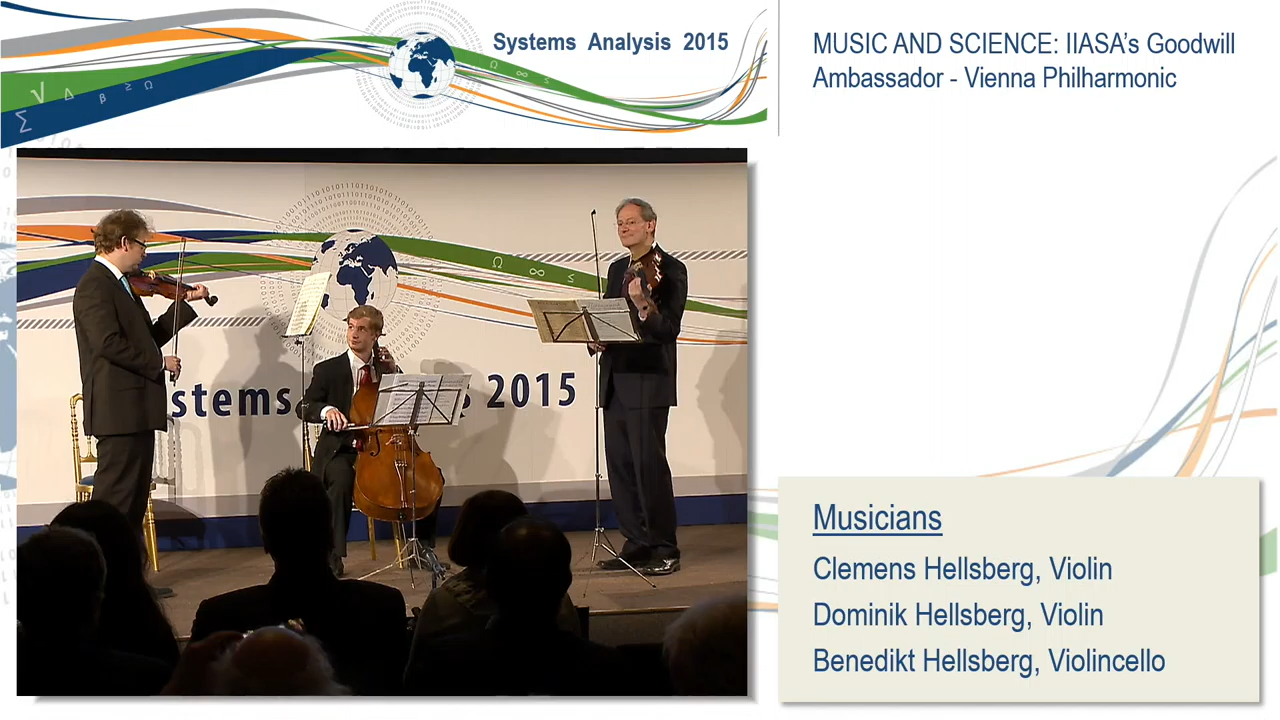 Systems Analysis 2015
MUSIC AND SCIENCE: IIASA's Goodwill
Ambassador - Vienna Philharmonic
√ Δ β ≥ Ω
Σ
Ω ∞ ≤
Ω ∞ ≤
stems s 2015
Musicians
Clemens Hellsberg, Violin
Dominik Hellsberg, Violin
Benedikt Hellsberg, Violincello